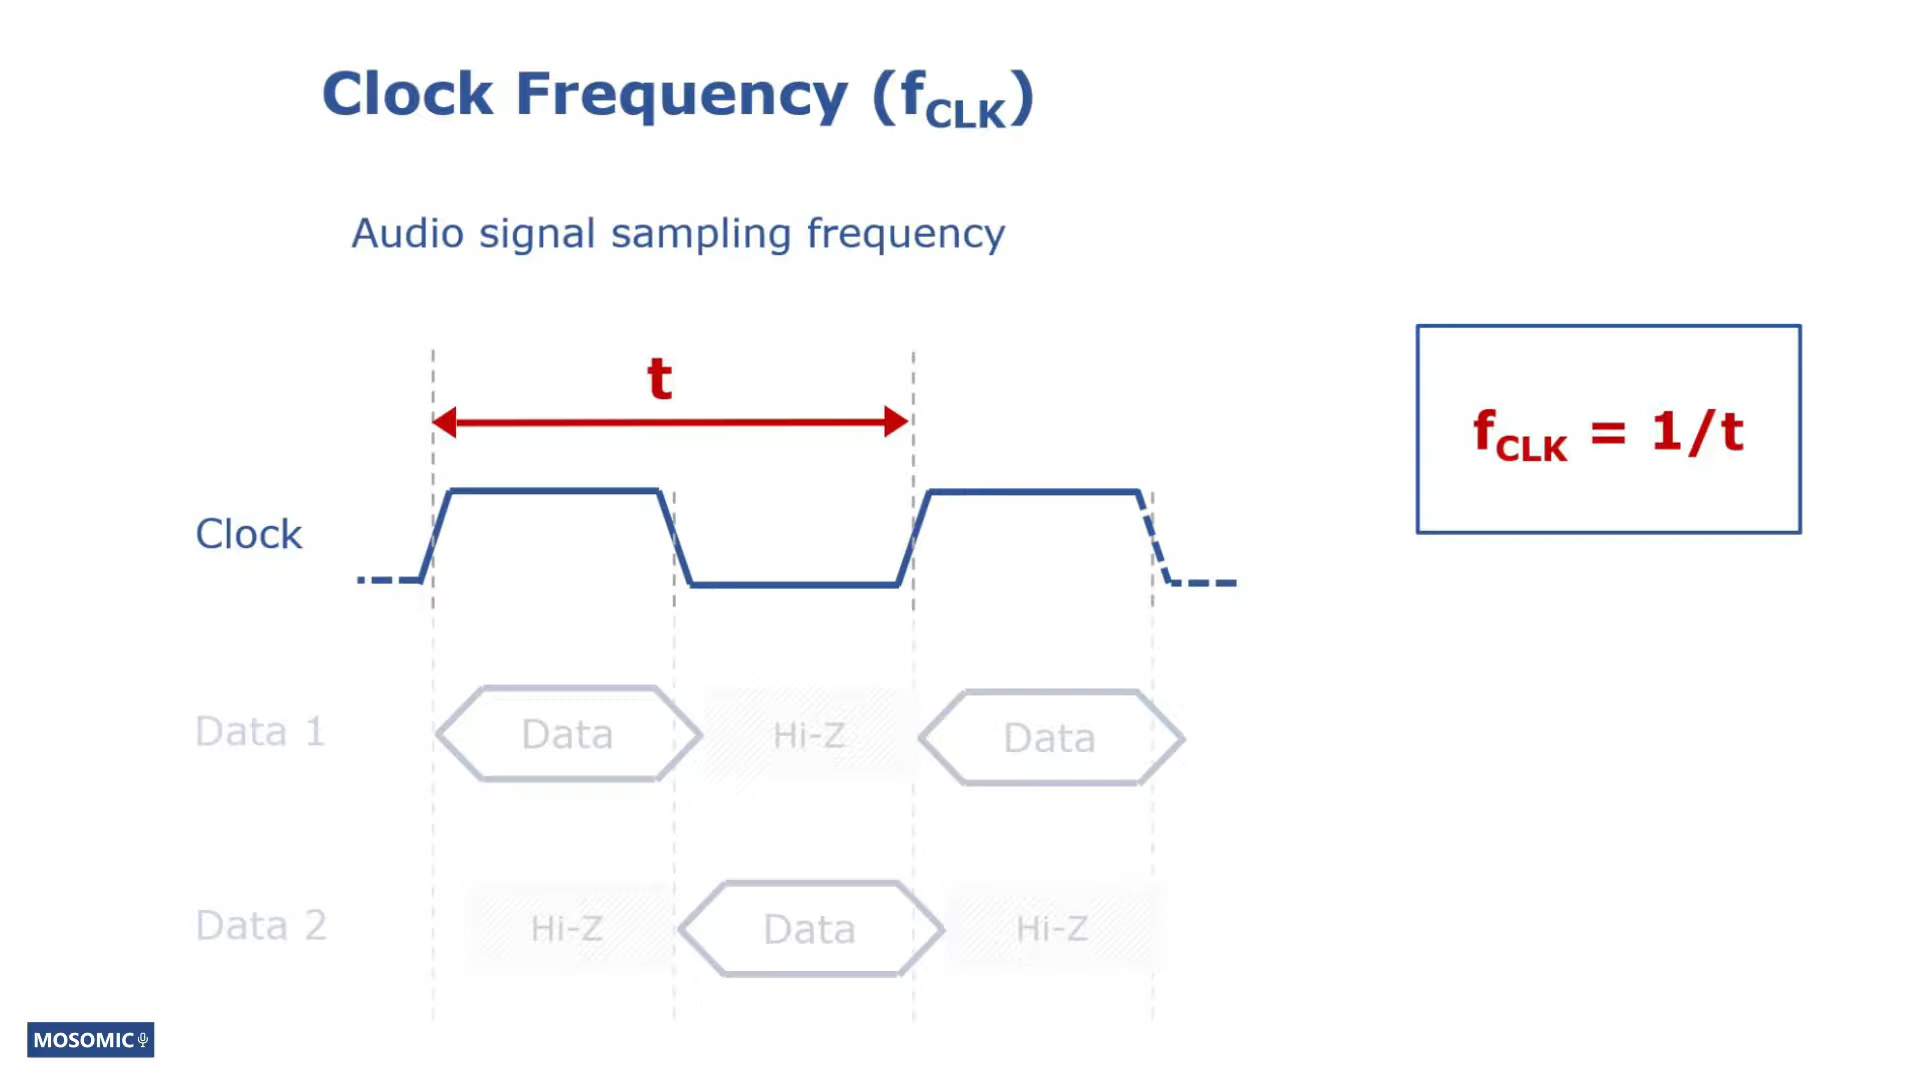 Clock Frequency (fCLK)
Audio signal sampling frequency
t
fCLK = 1/t
Clock
Data 1
Data
Hi-Z
Data
Data 2
Hi-Z
Data
Hi-Z
MOSOMIC